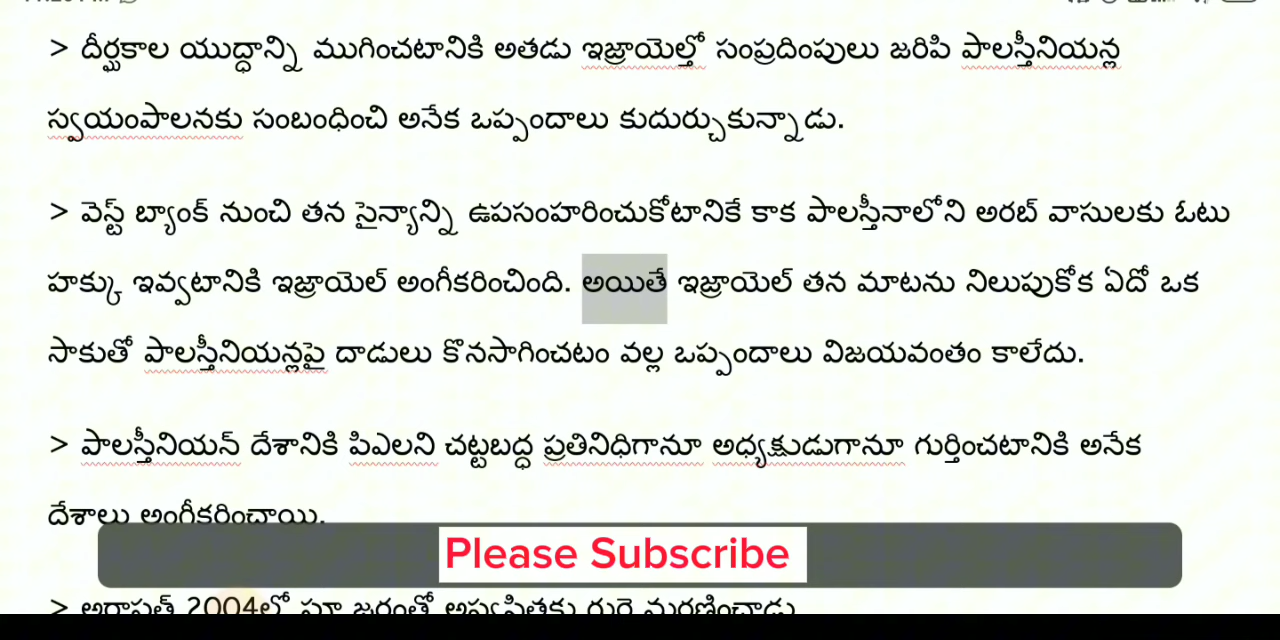 > దీర్ఘకాల యుద్ధాన్ని ముగించటానికి అతడు ఇజ్రాయెల్తో సంప్రదింపులు జరిపి పాలస్తీనియన్ల
స్వయంపాలనకు సంబంధించి అనేక ఒప్పందాలు కుదుర్చుకున్నాడు.
> వెస్ట్ బ్యాంక్ నుంచి తన సైన్యాన్ని ఉపసంహరించుకోటానికే కాక పాలస్తీనాలోని అరబ్ వాసులకు ఓటు
హక్కు ఇవ్వటానికి ఇజ్రాయెల్ అంగీకరించింది. అయితే ఇజ్రాయెల్ తన మాటను నిలుపుకోక ఏదో ఒక
సాకుతో పాలస్తీనియన్లపై దాడులు కొనసాగించటం వల్ల ఒప్పందాలు విజయవంతం కాలేదు.
> పాలస్తీనియన్ దేశానికి పిఎలని చట్టబద్ధ ప్రతినిధిగానూ అధ్యక్షుడుగానూ గుర్తించటానికి అనేక
దేశాలు అంగీకరించాయి.
Please Subscribe
> 2004లో